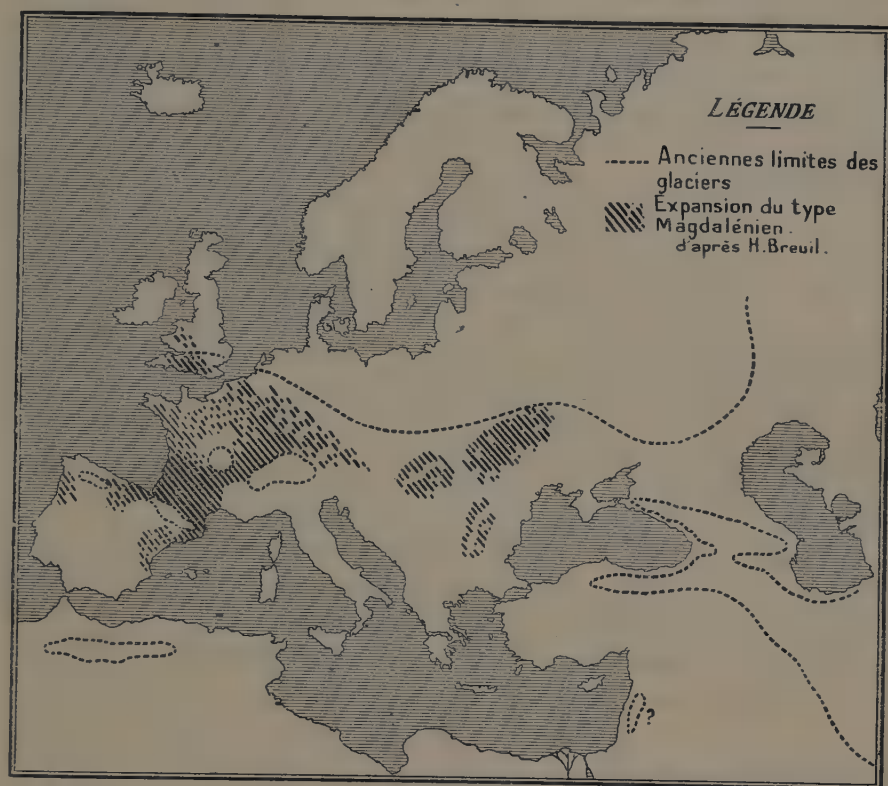 LÉGENDE
Anciennes limites des
glaciers
Expansion du type
Magdalénien.
d'après H. Breuil.
?